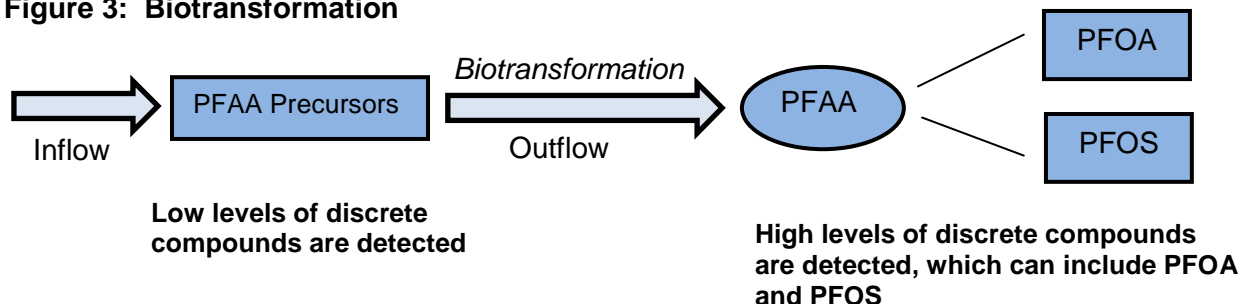 Figure 3:  Biotransformation
PFOA
Biotransformation
PFAA Precursors
PFAA
Inflow
Outflow
PFOS
Low levels of discrete
compounds are detected
High levels of discrete compounds
are detected, which can include PFOA
and PFOS